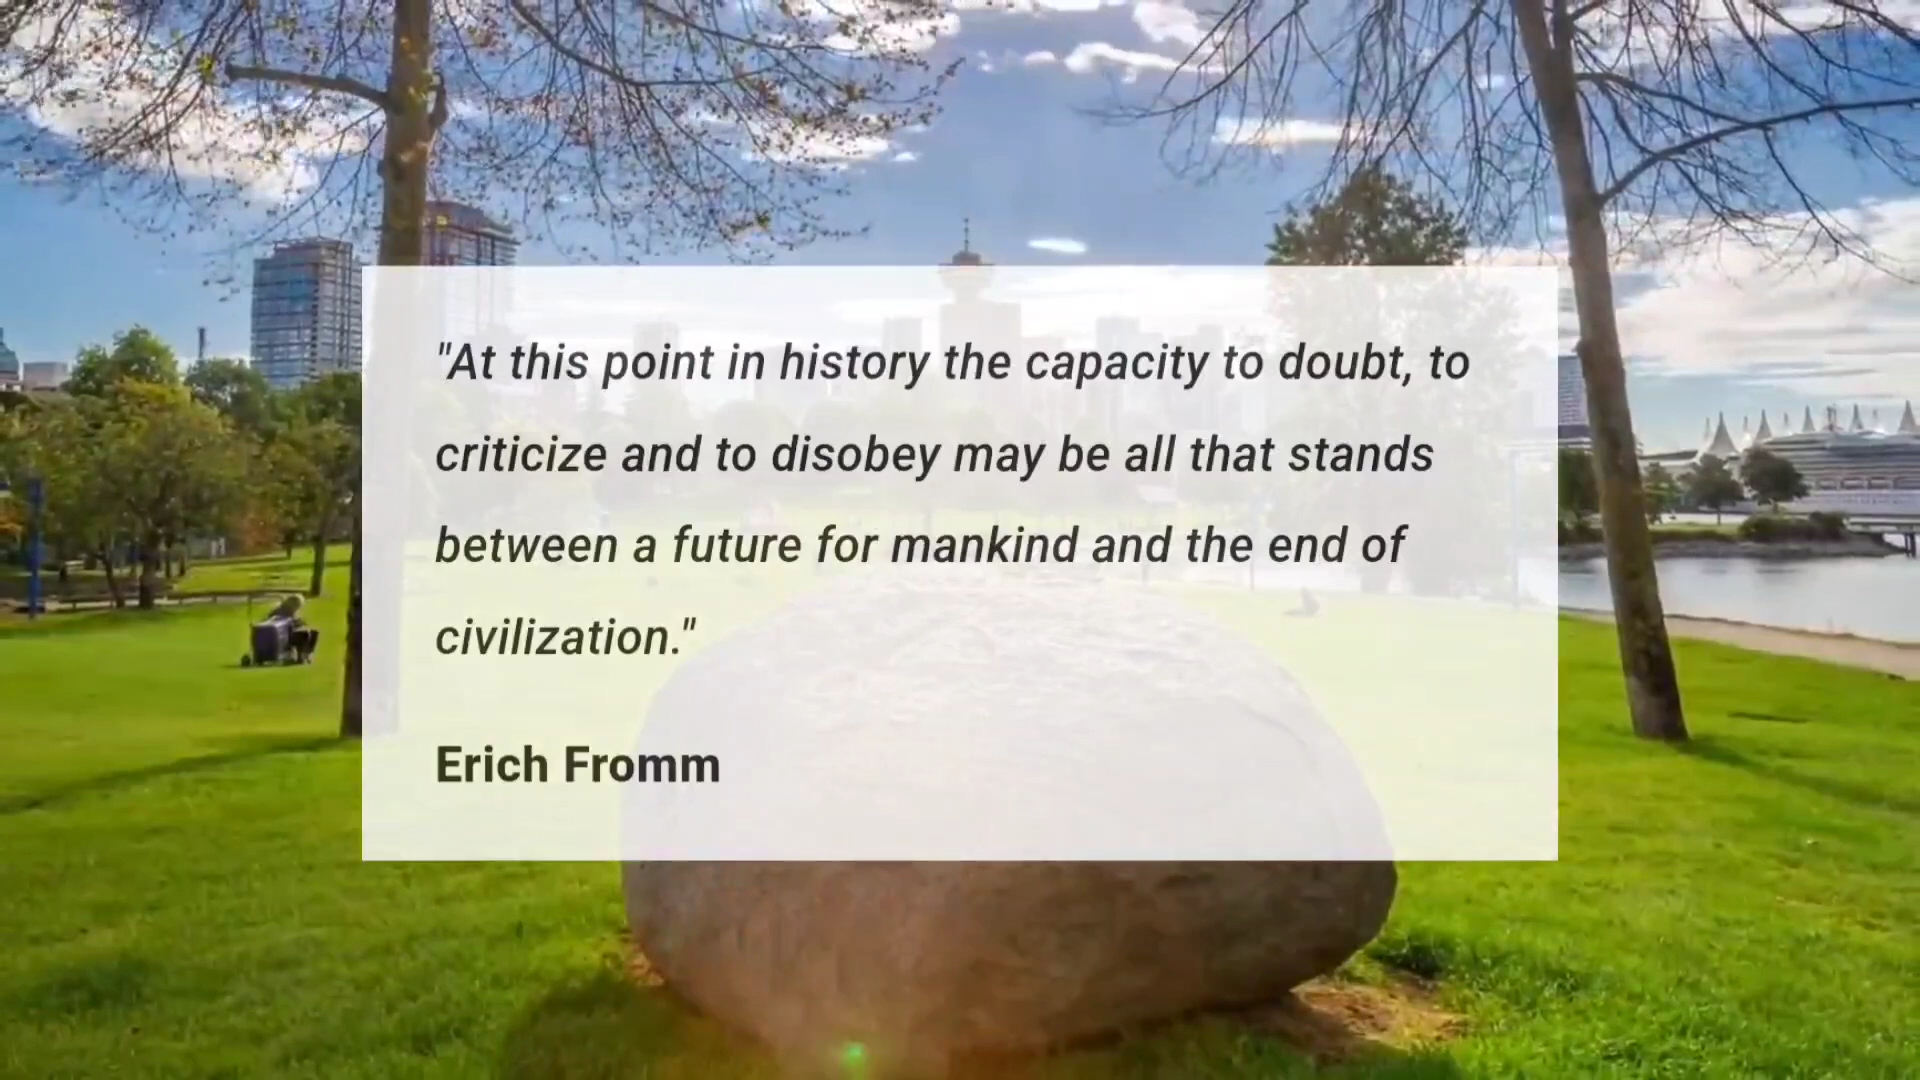 "At this point in history the capacity to doubt, to
criticize and to disobey may be all that stands
between a future for mankind and the end of
civilization."
Erich Fromm